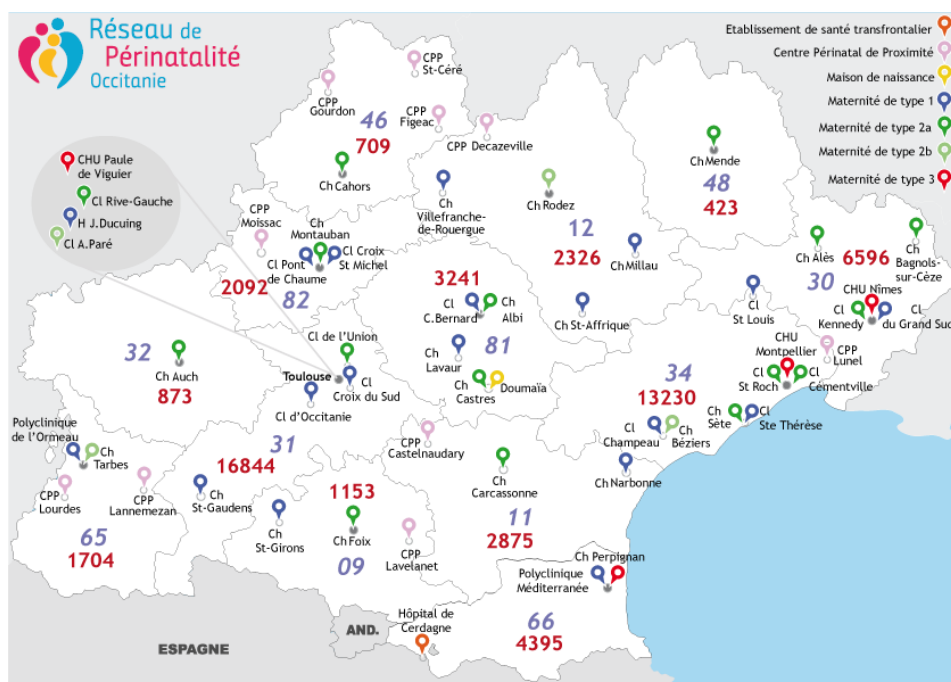 Réseau de
Périnatalité
Occitanie
Etablissement de santé transfrontalier
Centre Périnatal de Proximité
Maison de naissance
Maternité de type 1
Maternité de type 2a
Maternité de type 2b
Maternité de type 3
CPP
St-Céré
CPP
Gourdon
46
709
CPP
Figeac
CPP Decazeville
Ch Cahors
Ch Mende
48
423
CHU Paule
de Viguier
Cl Rive-Gauche
H J.Ducuing
Cl A.Paré
Ch
Villefranche-
de-Rouergue
Ch Rodez
12
2326
Ch Millau
Ch St-Affrique
CPP
Moissac
Ch
Montauban
Cl Pont
de Chaume
Cl Croix
St Michel
2092
82
3241
Cl
C.Bernard
Ch
Albi
81
Ch
Lavaur
Ch
Castres
Doumaïa
Ch Alès
6596
30
Ch
Bagnols-
sur-Cèze
CHU Nîmes
Cl
Kennedy
Cl
du Grand Sud
Cl
St Louis
CHU
Montpellier
CPP
Lunel
Cl
St Roch
Cl
Cémentville
34
13230
Ch
Sète
Cl
Ste Thérèse
Cl
Champeau
Ch
Béziers
Ch Narbonne
32
Ch Auch
873
Cl de l'Union
Toulouse
Cl
Croix du Sud
Cl d'Occitanie
31
16844
Polyclinique
de l'Ormeau
Ch
Tarbes
CPP
Lourdes
CPP
Lannemezan
65
1704
Ch
St-Gaudens
Ch
St-Girons
1153
Ch Foix
09
CPP
Lavelanet
CPP
Castelnaudary
Ch
Carcassonne
11
2875
Ch Perpignan
Polyclinique
Méditerranée
66
4395
Hôpital de
Cerdagne
AND.
ESPAGNE